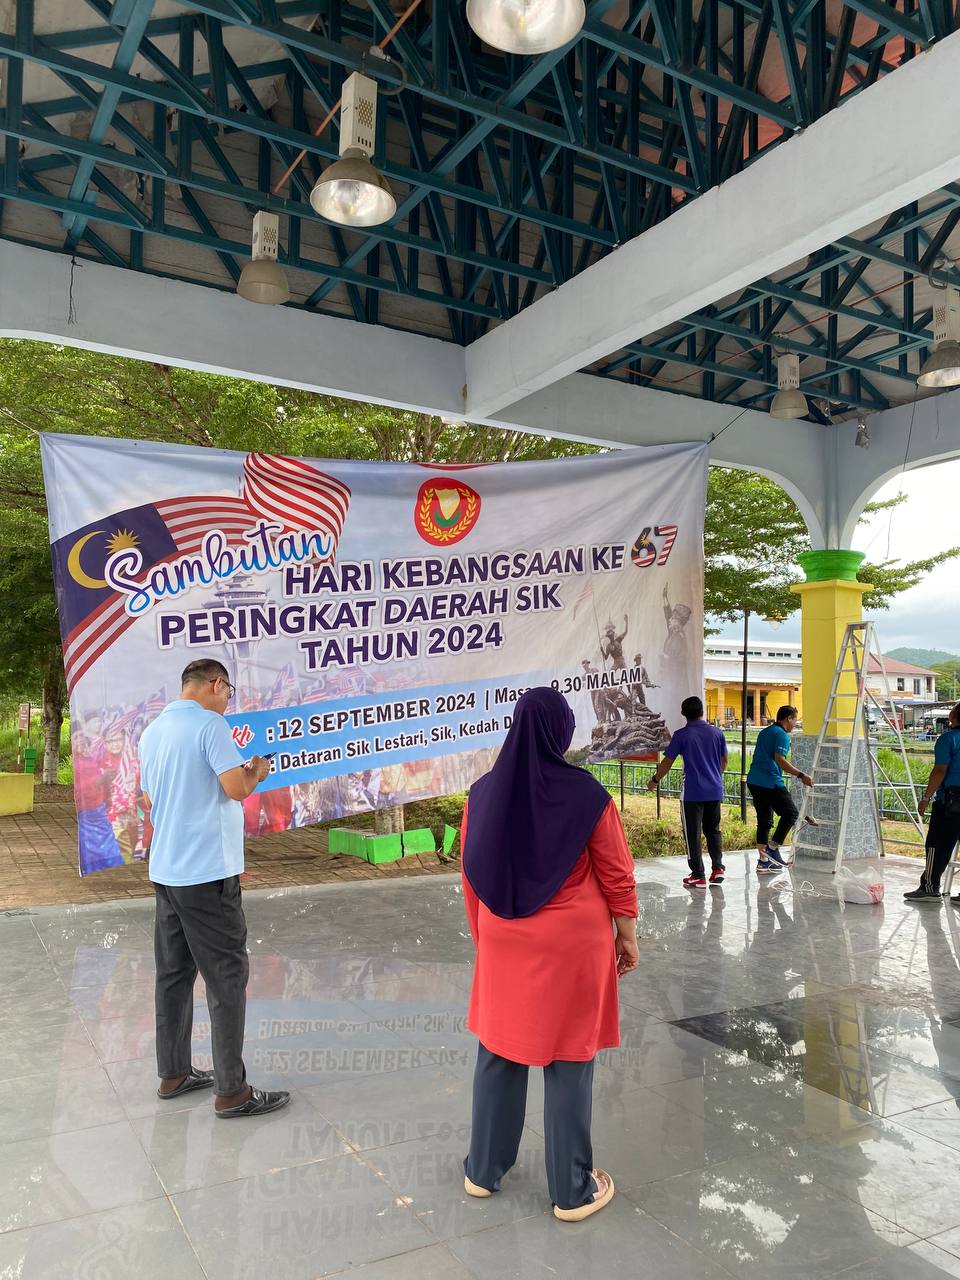 Sambutan
HARI KEBANGSAAN KE 67
PERINGKAT DAERAH SIK
TAHUN 2024
: 12 SEPTEMBER 2024 | 9.30 MALAM
: Dataran Sik Lestari, Sik, Kedah